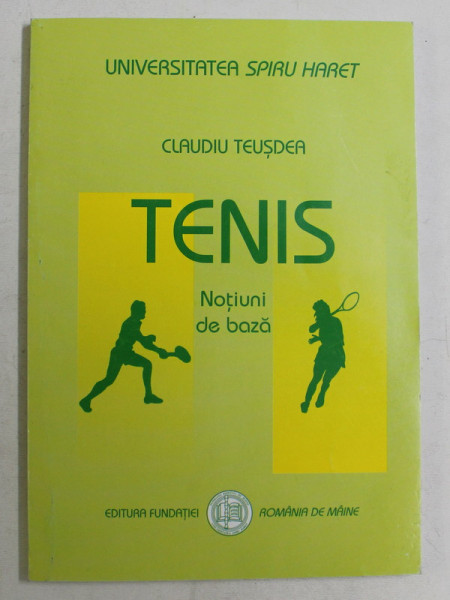 UNIVERSITATEA SPIRU HARET
CLAUDIU TEUȘDEA
TENIS
Noțiuni
de bază
EDITURA FUNDAȚIEI ROMÂNIA DE MÂINE